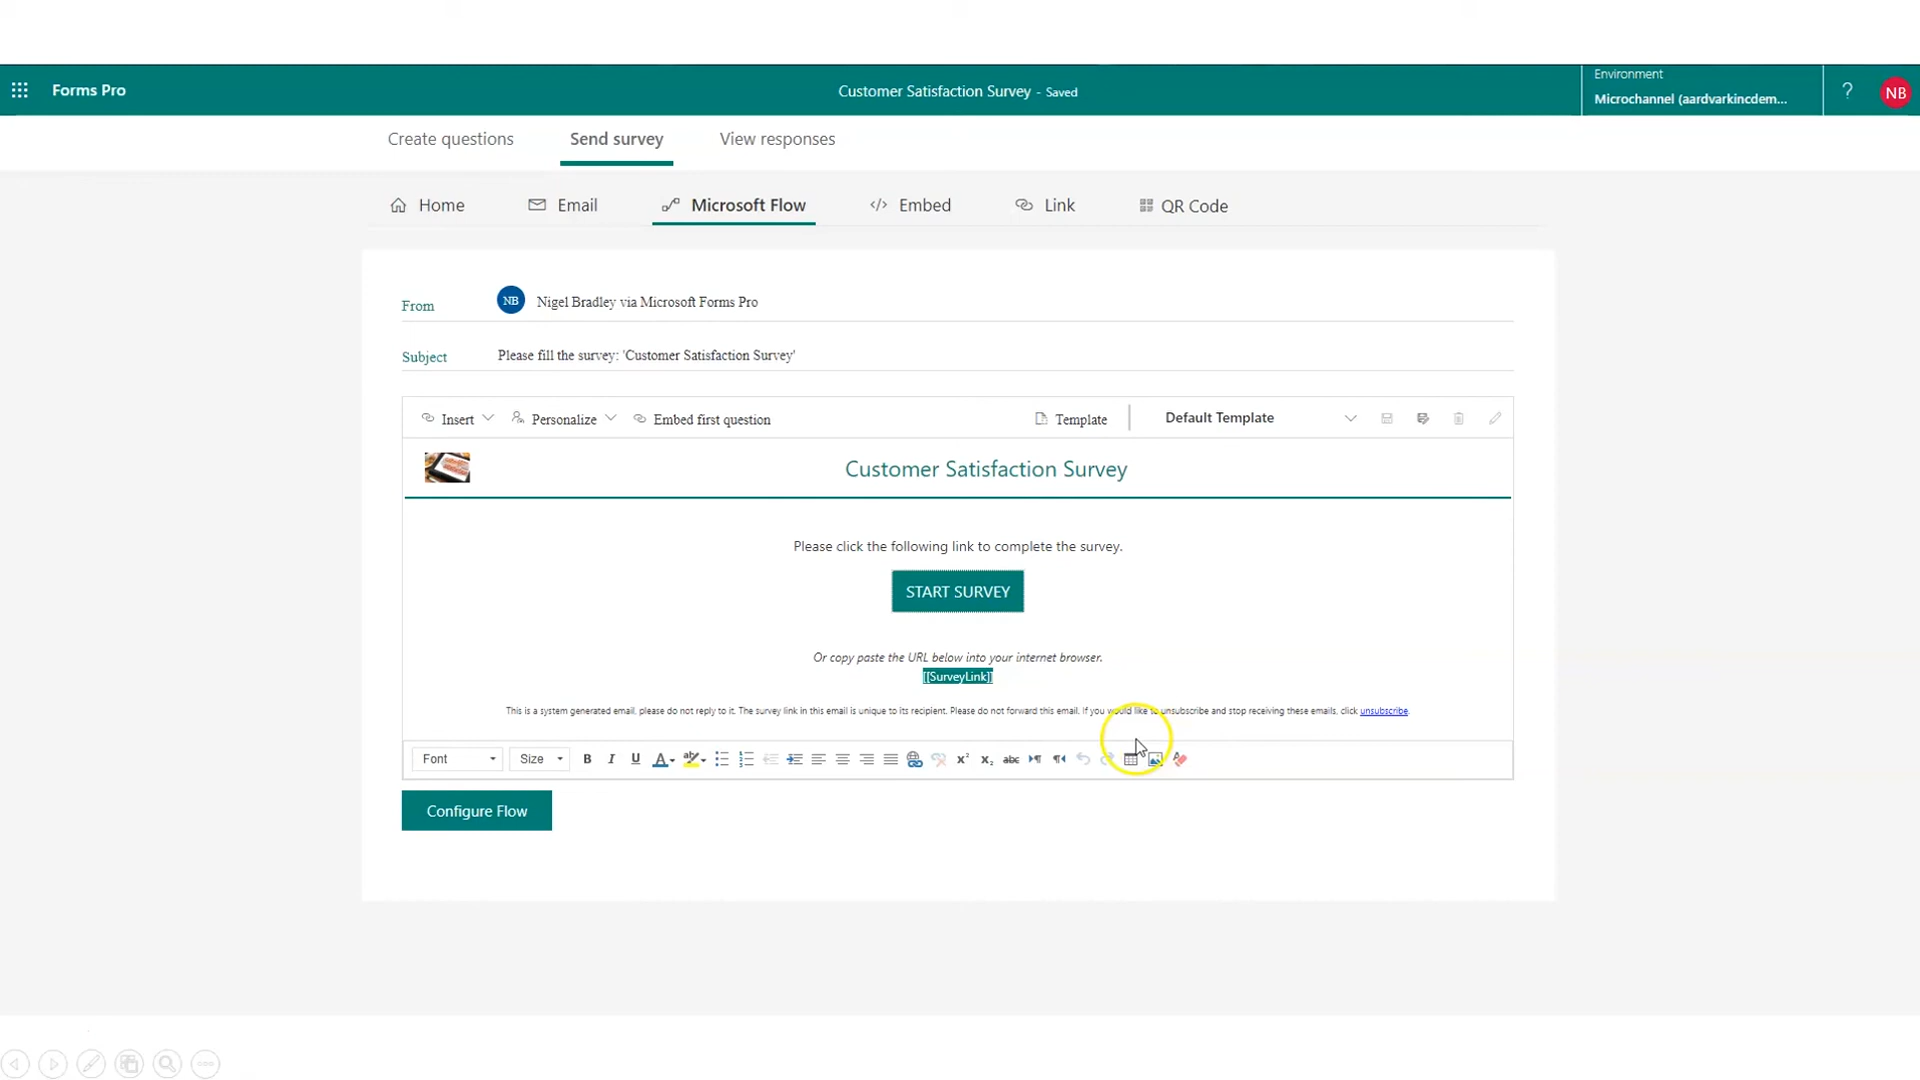 Forms Pro
Customer Satisfaction Survey - Saved
Environment
Microchannel (aardvarkincdem...
?
NB
Create questions
Send survey
View responses
Home
Email
Microsoft Flow
Embed
Link
QR Code
From
NB
Nigel Bradley via Microsoft Forms Pro
Subject
Please fill the survey: 'Customer Satisfaction Survey'
Insert
Personalize
Embed first question
Template
Default Template
Customer Satisfaction Survey
Please click the following link to complete the survey.
START SURVEY
Or copy paste the URL below into your internet browser.
[[SurveyLink]]
This is a system generated email, please do not reply to it. The survey link in this email is unique to its recipient. Please do not forward this email. If you would like to unsubscribe and stop receiving these emails, click unsubscribe.
Font
Size
B
I
U
A
ab
x²
x₂
abc
Configure Flow